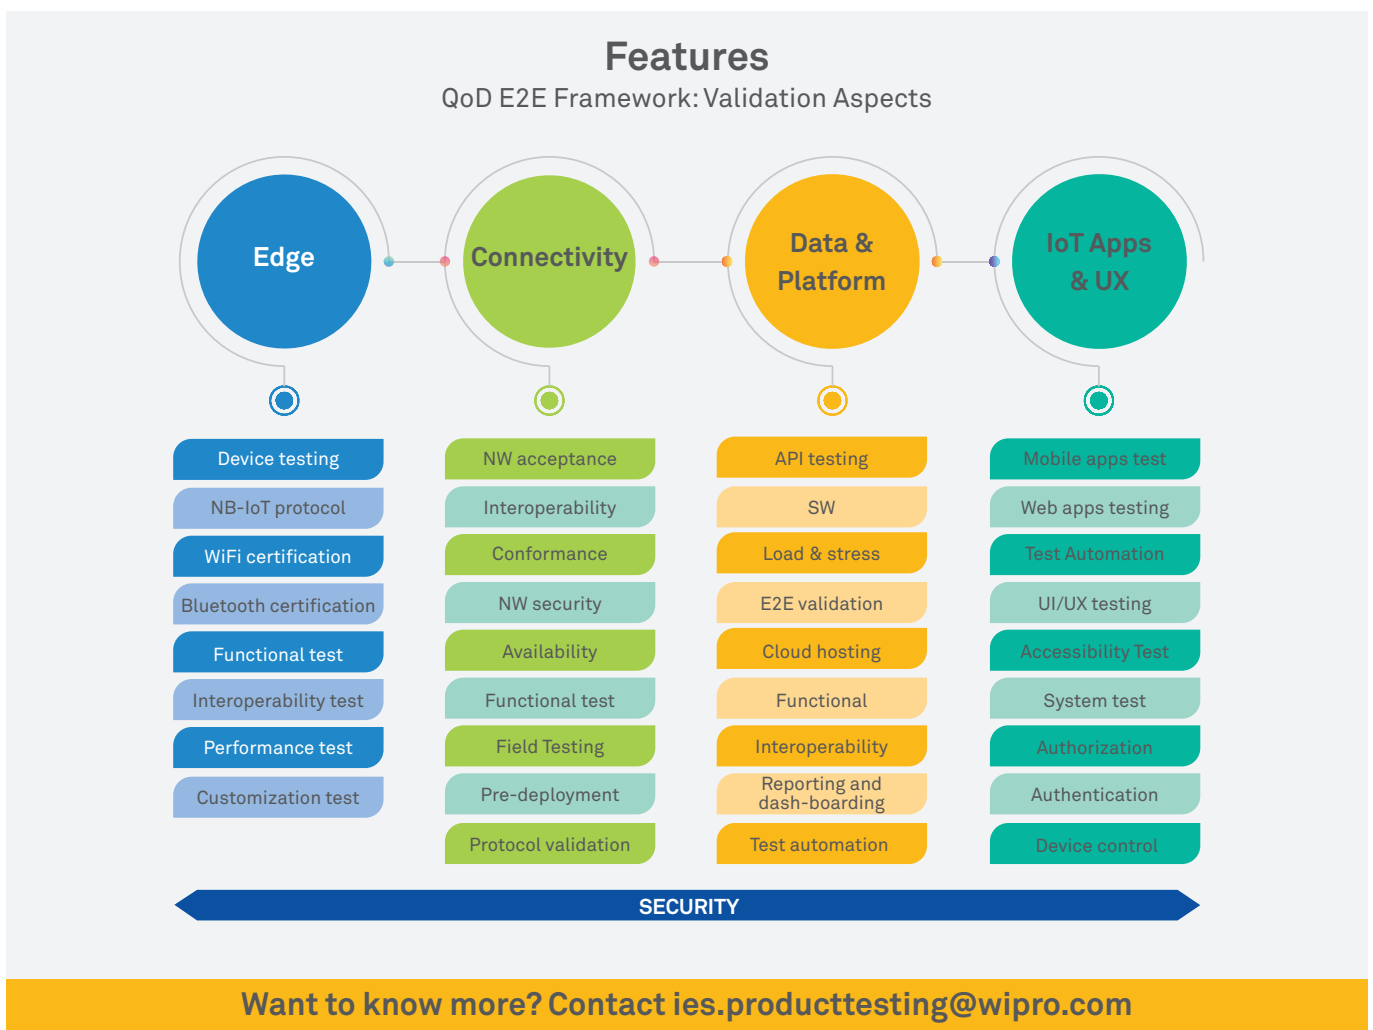 Features
QoD E2E Framework: Validation Aspects
Edge
Connectivity
Data &
Platform
IoT Apps
& UX
Device testing
NB-IoT protocol
WiFi certification
Bluetooth certification
Functional test
Interoperability test
Performance test
Customization test
NW acceptance
Interoperability
Conformance
NW security
Availability
Functional test
Field Testing
Pre-deployment
Protocol validation
API testing
SW
Load & stress
E2E validation
Cloud hosting
Functional
Interoperability
Reporting and
dash-boarding
Test automation
Mobile apps test
Web apps testing
Test Automation
UI/UX testing
Accessibility Test
System test
Authorization
Authentication
Device control
SECURITY
Want to know more? Contact ies.producttesting@wipro.com